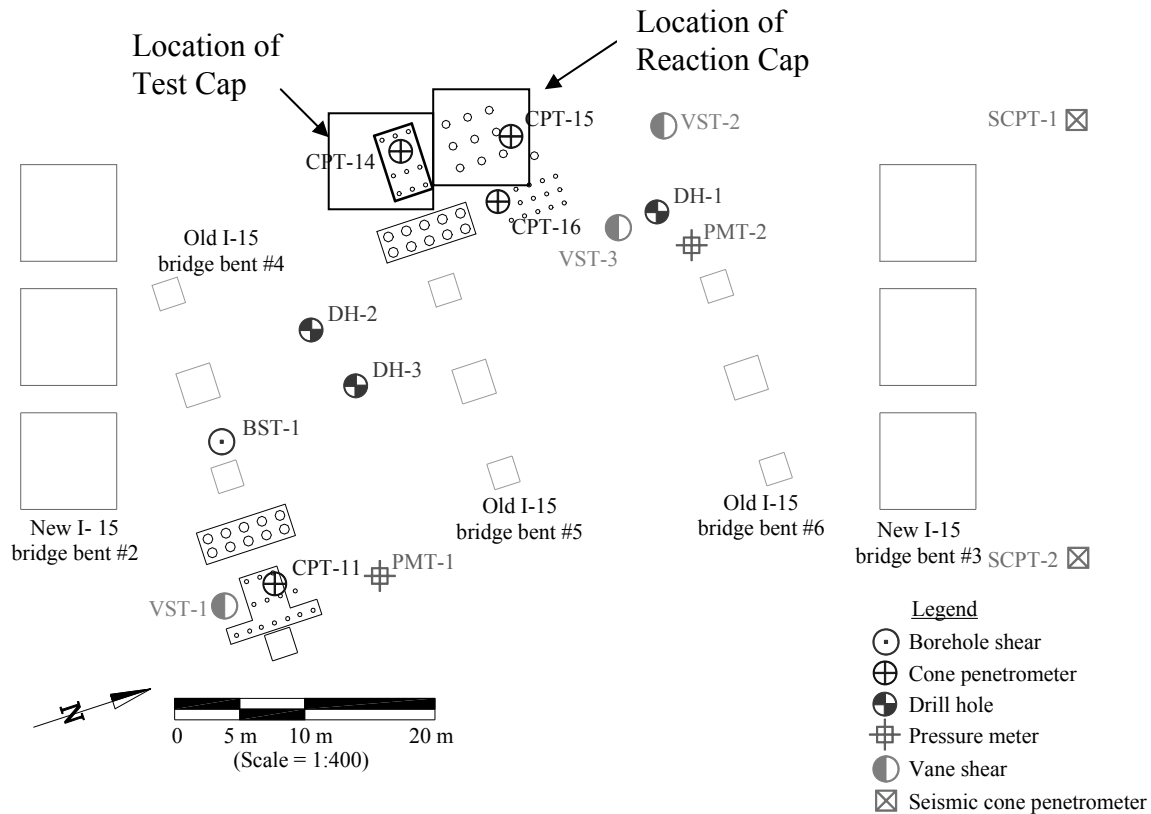 Location of
Test Cap
Location of
Reaction Cap
CPT-15
VST-2
SCPT-1
CPT-14
DH-1
CPT-16
PMT-2
VST-3
Old I-15
bridge bent #4
DH-2
DH-3
BST-1
New I- 15
bridge bent #2
Old I-15
bridge bent #5
Old I-15
bridge bent #6
New I-15
bridge bent #3
SCPT-2
CPT-11
PMT-1
VST-1
Legend
Borehole shear
Cone penetrometer
Drill hole
Pressure meter
Vane shear
Seismic cone penetrometer
N
0 5 m 10 m 20 m
(Scale = 1:400)